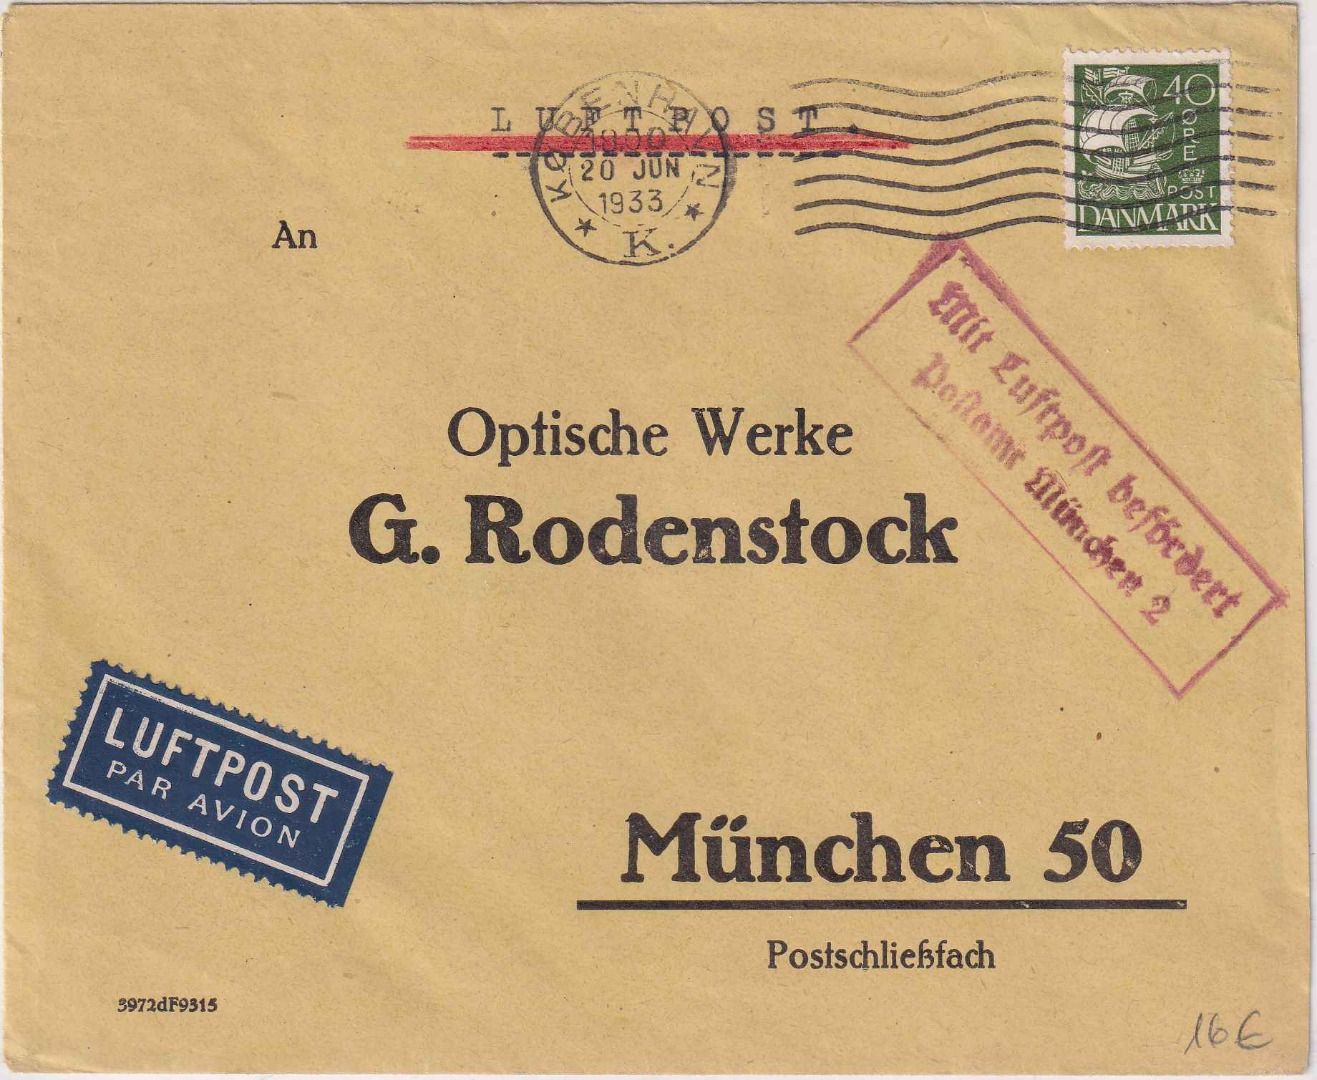 LUFTPOST.
KØBENHAVN
20 JUN
1933
K.
40
ØRE
POST
DANMARK
An
Mit Luftpost befördert
Postamt München 2
Optische Werke
G. Rodenstock
LUFTPOST
PAR AVION
München 50
Postschließfach
3972dF9315
16 €